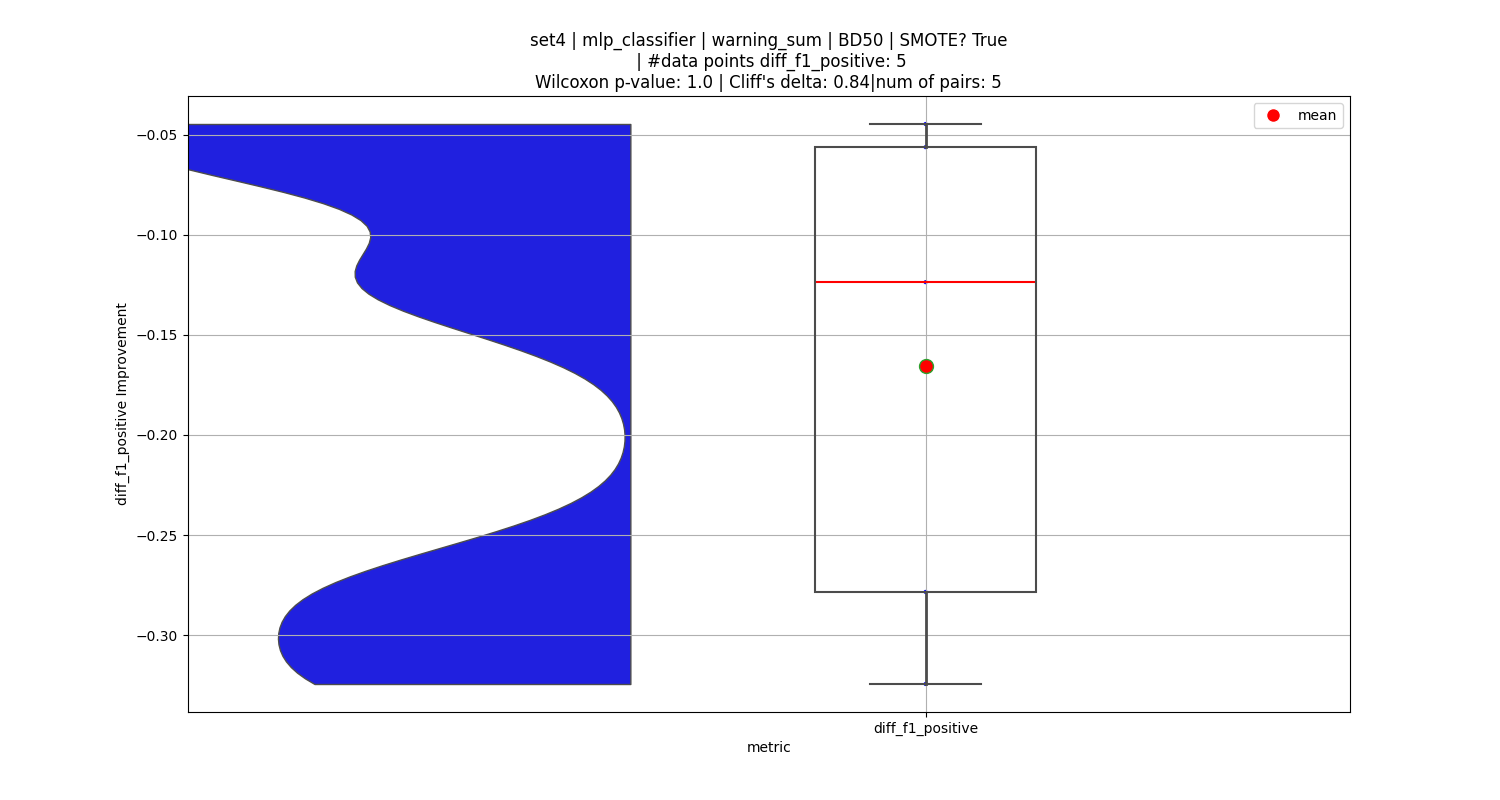 set4 | mlp_classifier | warning_sum | BD50 | SMOTE? True
| #data points diff_f1_positive: 5
Wilcoxon p-value: 1.0 | Cliff's delta: 0.84|num of pairs: 5
mean
−0.05
−0.10
−0.15
−0.20
−0.25
−0.30
diff_f1_positive Improvement
diff_f1_positive
metric